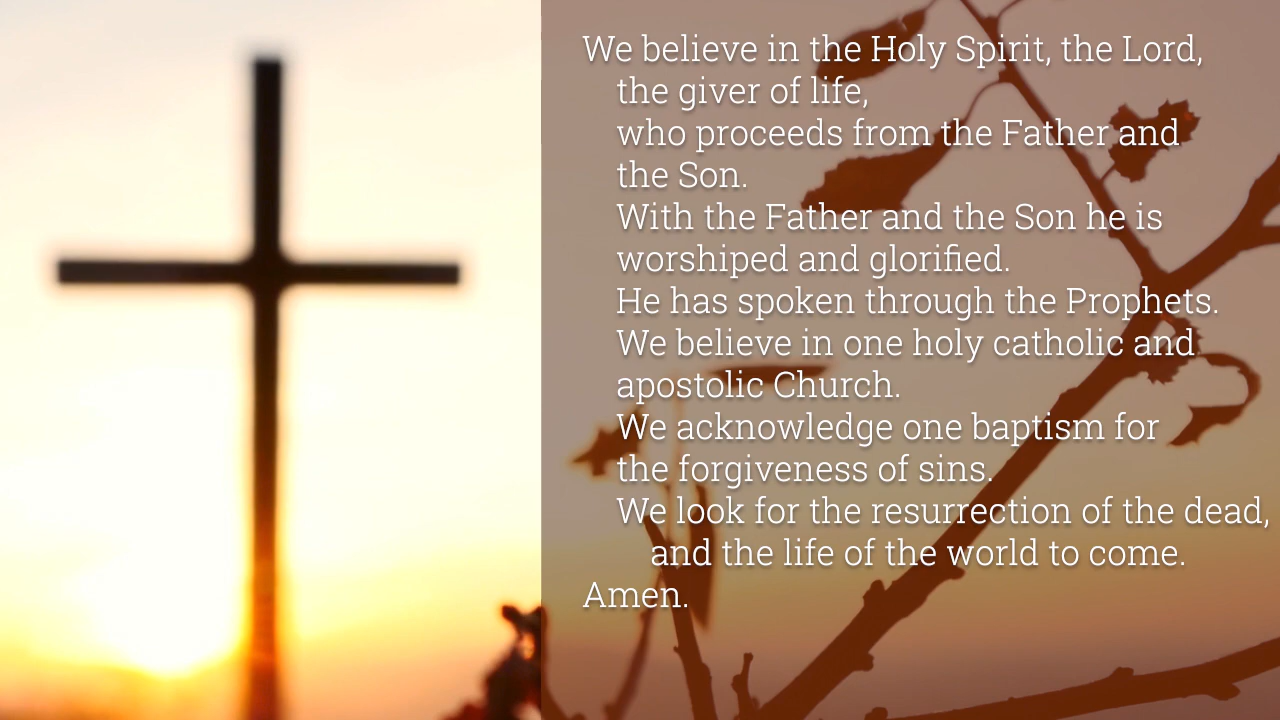 We believe in the Holy Spirit, the Lord,
the giver of life,
who proceeds from the Father and
the Son.
With the Father and the Son he is
worshiped and glorified.
He has spoken through the Prophets.
We believe in one holy catholic and
apostolic Church.
We acknowledge one baptism for
the forgiveness of sins.
We look for the resurrection of the dead,
and the life of the world to come.
Amen.